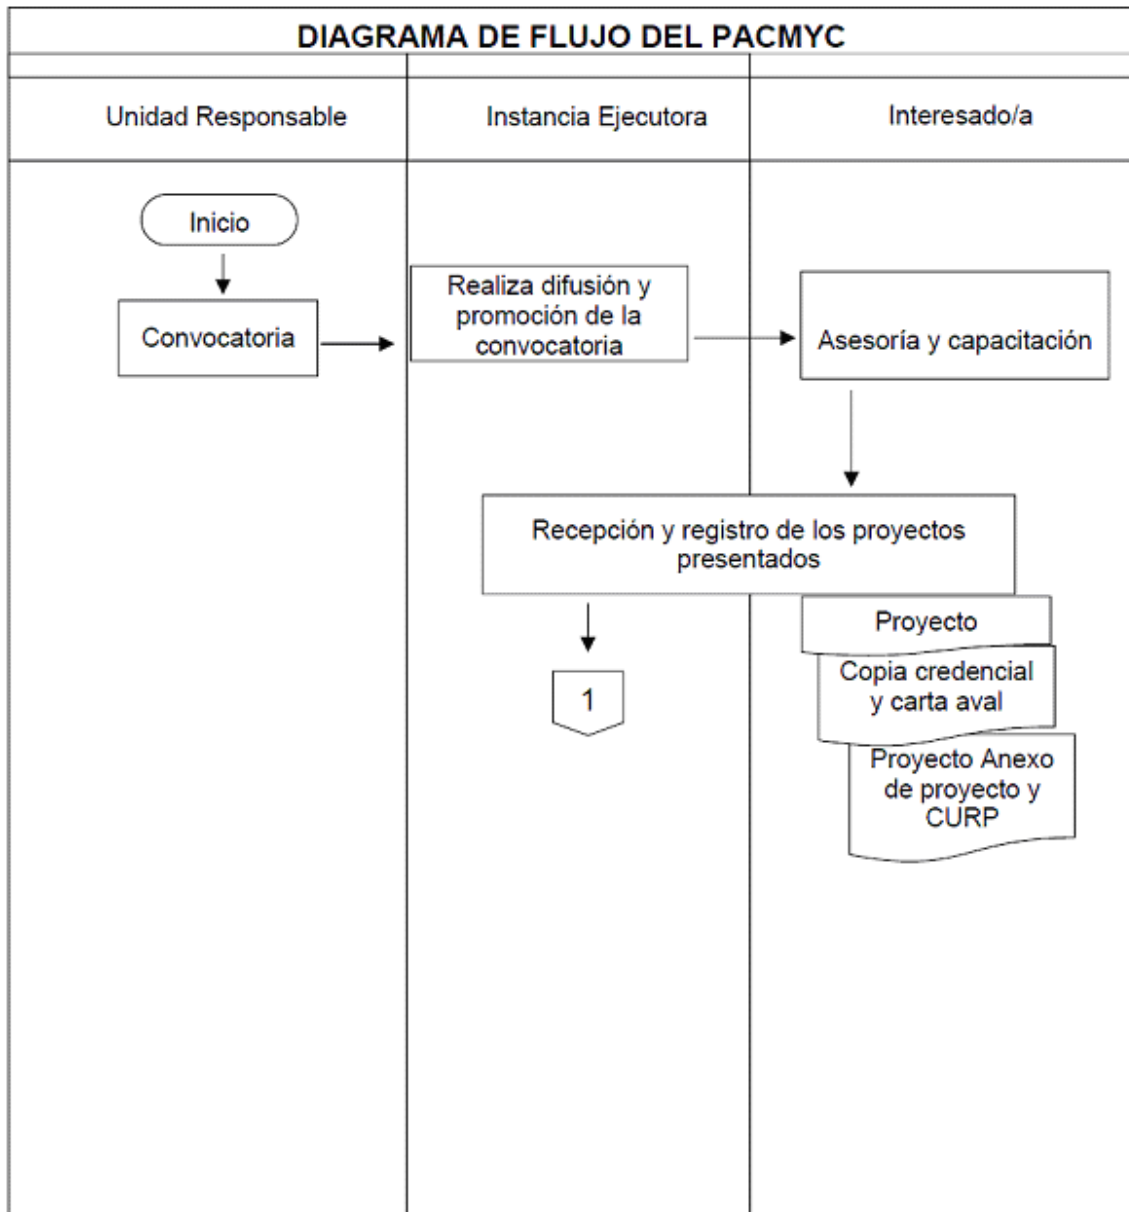 DIAGRAMA DE FLUJO DEL PACMYC
Unidad Responsable
Instancia Ejecutora
Interesado/a
Inicio
Convocatoria
Realiza difusión y
promoción de la
convocatoria
Asesoría y capacitación
Recepción y registro de los proyectos
presentados
Proyecto
Copia credencial
y carta aval
Proyecto Anexo
de proyecto y
CURP
1